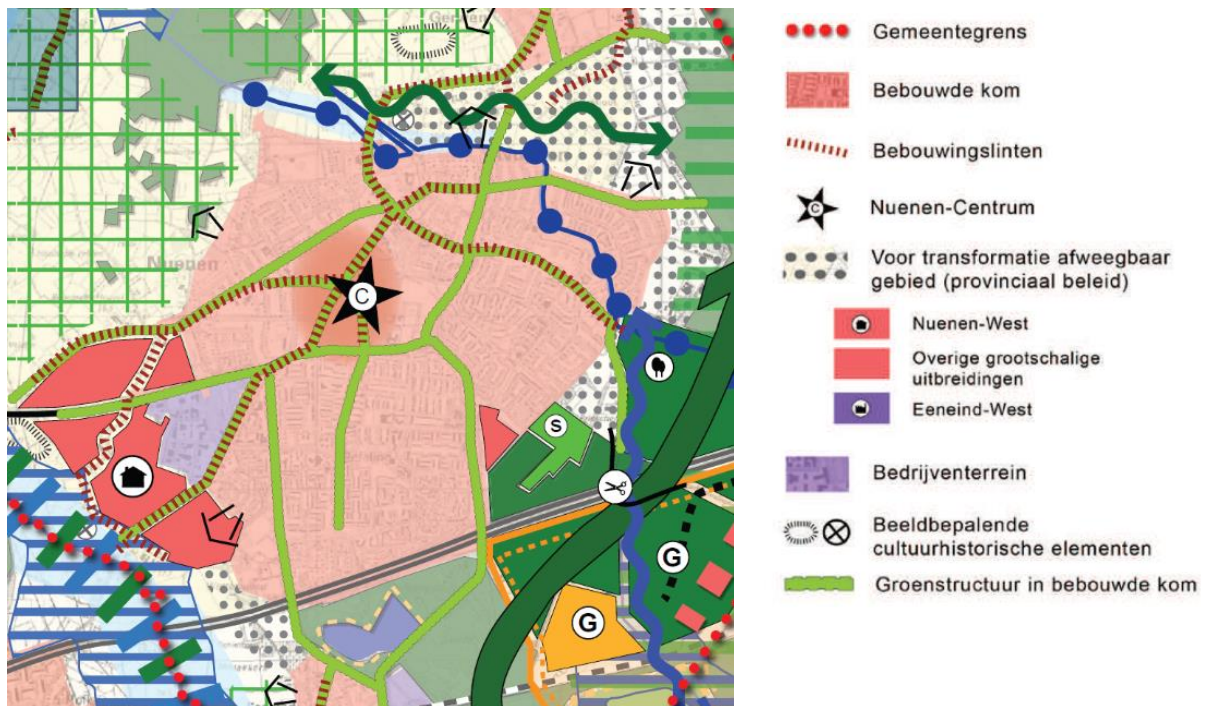 Nuenen
C
S
G
G
Gemeentegrens
Bebouwde kom
Bebouwingslinten
C Nuenen-Centrum
Voor transformatie afweegbaar
gebied (provinciaal beleid)
Nuenen-West
Overige grootschalige
uitbreidingen
Eeneind-West
Bedrijventerrein
Beeldbepalende
cultuurhistorische elementen
Groenstructuur in bebouwde kom